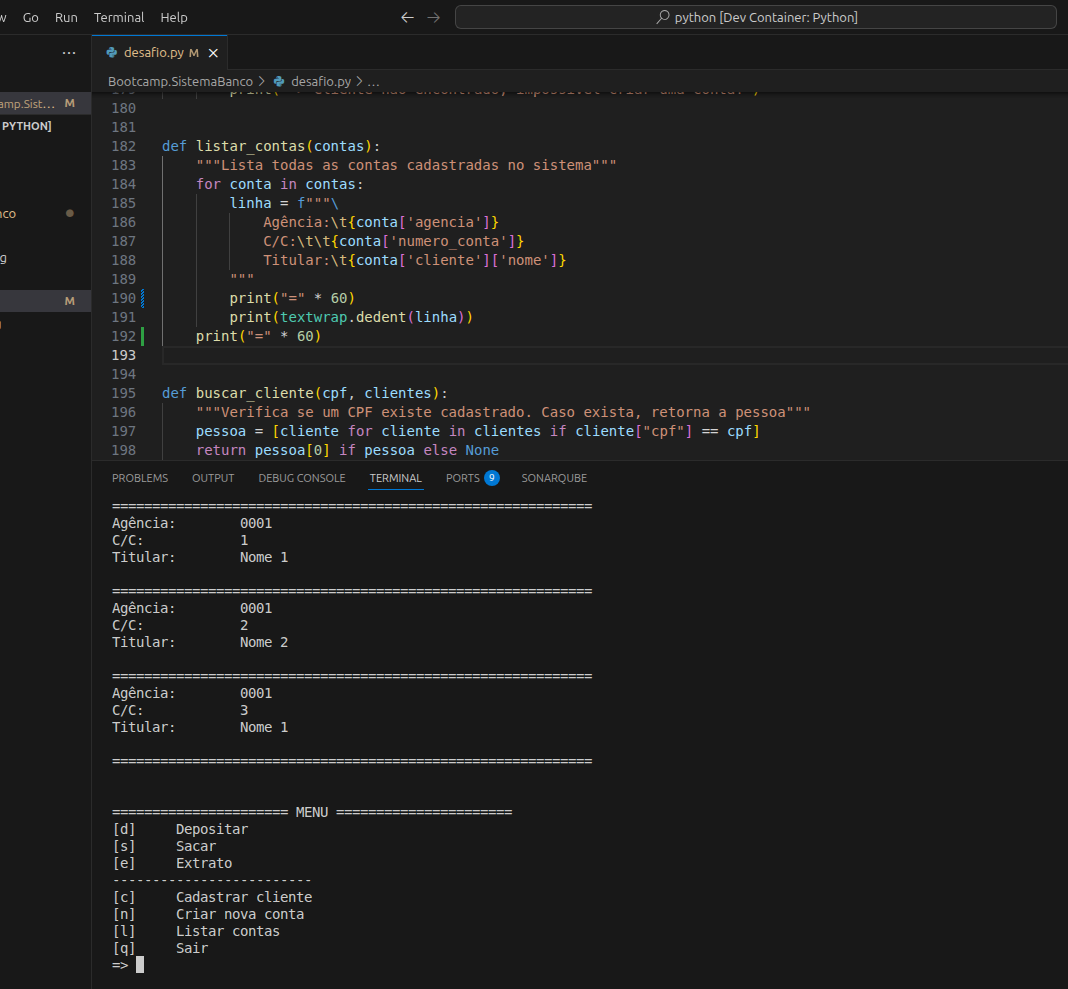 Go Run Terminal Help
python [Dev Container: Python]
desafio.py M
Bootcamp.SistemaBanco > desafio.py > ...
amp.Sist... M
PYTHON]
nco
g
M
180
181
182 def listar_contas(contas):
183 """Lista todas as contas cadastradas no sistema"""
184 for conta in contas:
185 linha = f"""\
186 Agência:\t{conta['agencia']}
187 C/C:\t\t{conta['numero_conta']}
188 Titular:\t{conta['cliente']['nome']}
189 """
190 print("=" * 60)
191 print(textwrap.dedent(linha))
192 print("=" * 60)
193
194
195 def buscar_cliente(cpf, clientes):
196 """Verifica se um CPF existe cadastrado. Caso exista, retorna a pessoa"""
197 pessoa = [cliente for cliente in clientes if cliente["cpf"] == cpf]
198 return pessoa[0] if pessoa else None
PROBLEMS OUTPUT DEBUG CONSOLE TERMINAL PORTS 9 SONARQUBE
============================================================
Agência: 0001
C/C: 1
Titular: Nome 1
============================================================
Agência: 0001
C/C: 2
Titular: Nome 2
============================================================
Agência: 0001
C/C: 3
Titular: Nome 1
============================================================
====================== MENU ======================
[d] Depositar
[s] Sacar
[e] Extrato
-------------------------
[c] Cadastrar cliente
[n] Criar nova conta
[l] Listar contas
[q] Sair
=>